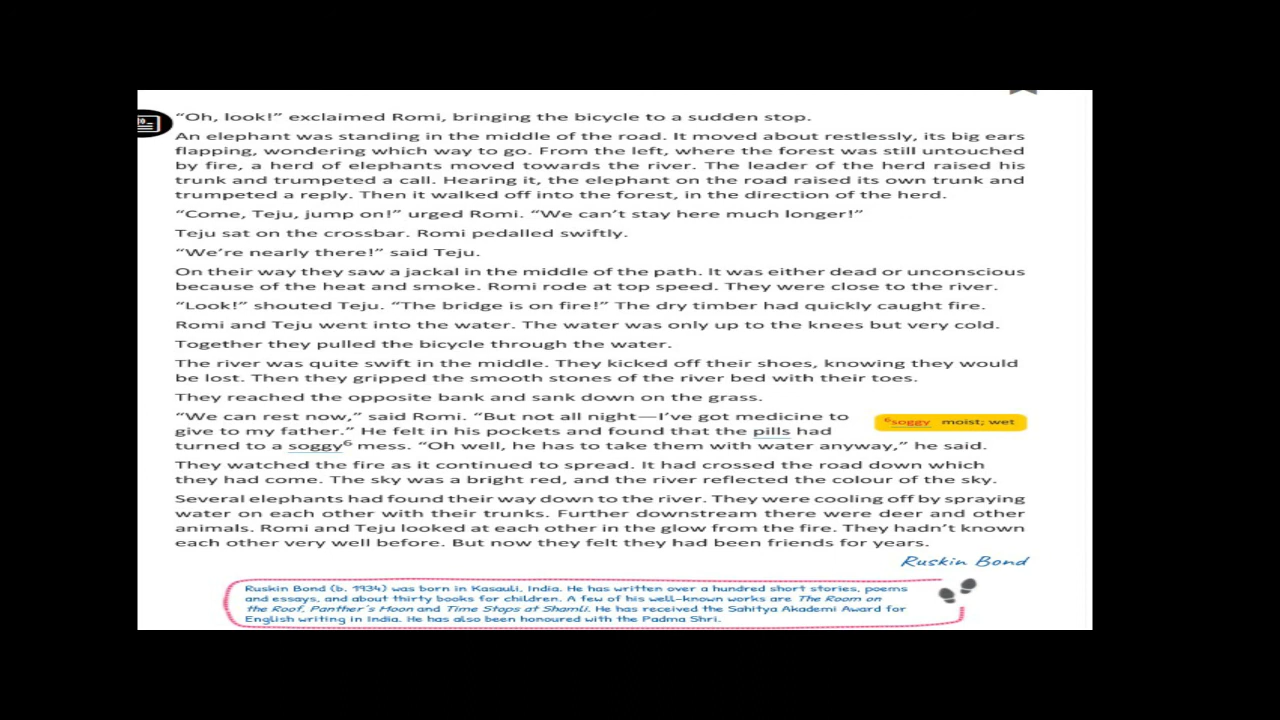 “Oh, look!” exclaimed Romi, bringing the bicycle to a sudden stop.
An elephant was standing in the middle of the road. It moved about restlessly, its big ears
flapping, wondering which way to go. From the left, where the forest was still untouched
by fire, a herd of elephants moved towards the river. The leader of the herd raised his
trunk and trumpeted a call. Hearing it, the elephant on the road raised its own trunk and
trumpeted a reply. Then it walked off into the forest, in the direction of the herd.
“Come, Teju, jump on!” urged Romi. “We can’t stay here much longer!”
Teju sat on the crossbar. Romi pedalled swiftly.
“We’re nearly there!” said Teju.
On their way they saw a jackal in the middle of the path. It was either dead or unconscious
because of the heat and smoke. Romi rode at top speed. They were close to the river.
“Look!” shouted Teju. “The bridge is on fire!” The dry timber had quickly caught fire.
Romi and Teju went into the water. The water was only up to the knees but very cold.
Together they pulled the bicycle through the water.
The river was quite swift in the middle. They kicked off their shoes, knowing they would
be lost. Then they gripped the smooth stones of the river bed with their toes.
They reached the opposite bank and sank down on the grass.
“We can rest now,” said Romi. “But not all night—I’ve got medicine to
give to my father.” He felt in his pockets and found that the pills had
turned to a soggy⁶ mess. “Oh well, he has to take them with water anyway,” he said.
⁶soggy moist; wet
They watched the fire as it continued to spread. It had crossed the road down which
they had come. The sky was a bright red, and the river reflected the colour of the sky.
Several elephants had found their way down to the river. They were cooling off by spraying
water on each other with their trunks. Further downstream there were deer and other
animals. Romi and Teju looked at each other in the glow from the fire. They hadn’t known
each other very well before. But now they felt they had been friends for years.
Ruskin Bond
Ruskin Bond (b. 1934) was born in Kasauli, India. He has written over a hundred short stories, poems
and essays, and about thirty books for children. A few of his well-known works are The Room on
the Roof, Panther’s Moon and Time Stops at Shamli. He has received the Sahitya Akademi Award for
English writing in India. He has also been honoured with the Padma Shri.